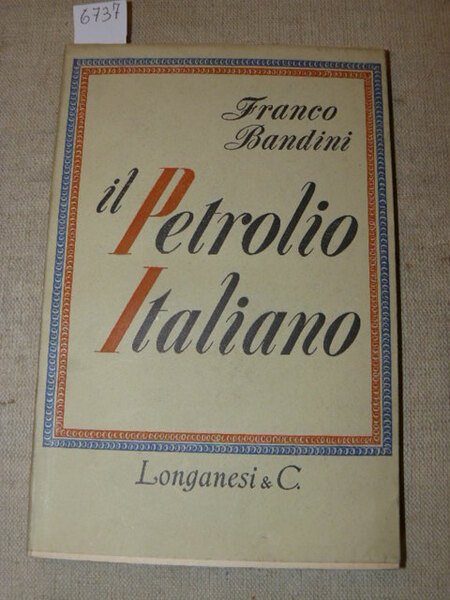 6737
Franco
Bandini
il Petrolio
Italiano
Longanesi & C.